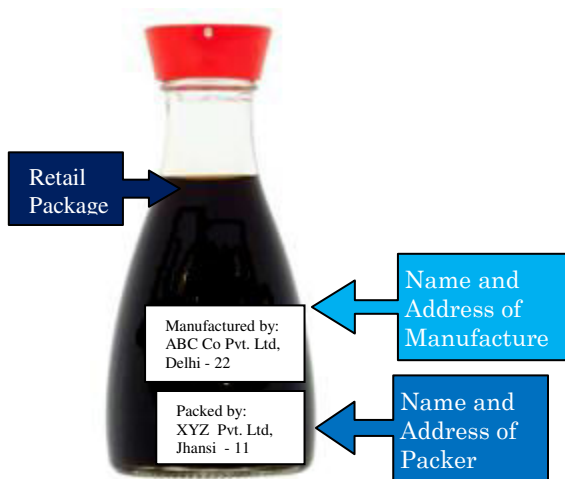 Retail
Package
Name and
Address of
Manufacture
Manufactured by:
ABC Co Pvt. Ltd,
Delhi - 22
Packed by:
XYZ  Pvt. Ltd,
Jhansi  - 11
Name and
Address of
Packer